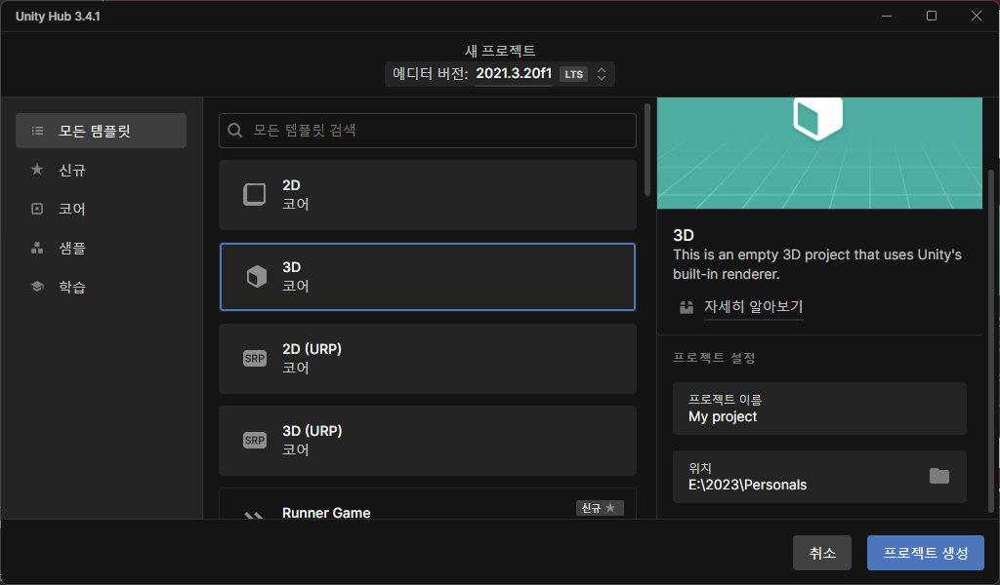 Unity Hub 3.4.1
새 프로젝트
에디터 버전: 2021.3.20f1 LTS
모든 템플릿
신규
코어
샘플
학습
모든 템플릿 검색
2D
코어
3D
코어
SRP
2D (URP)
코어
SRP
3D (URP)
코어
Runner Game
신규
3D
This is an empty 3D project that uses Unity's
built-in renderer.
자세히 알아보기
프로젝트 설정
프로젝트 이름
My project
위치
E:\2023\Personals
취소
프로젝트 생성